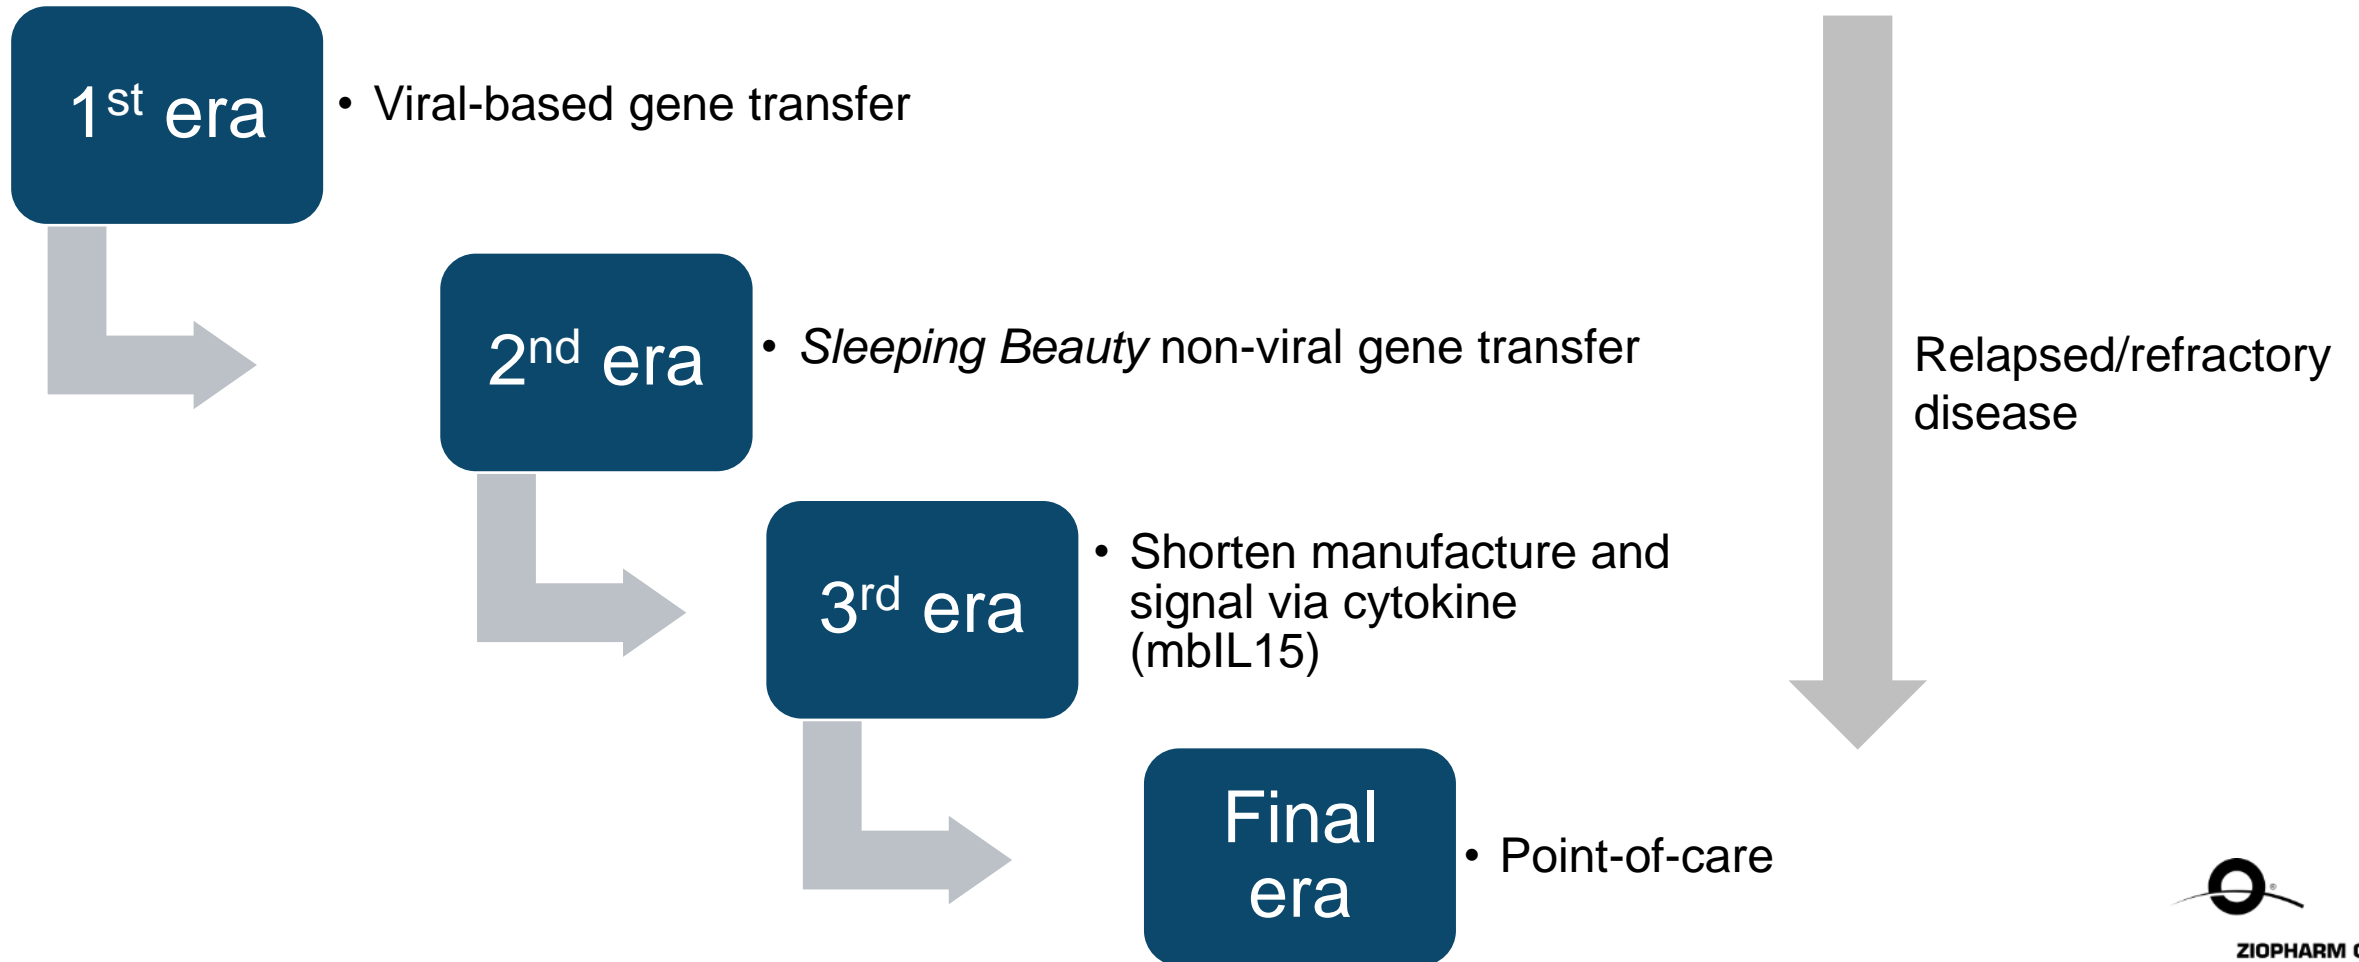 1st era
• Viral-based gene transfer
2nd era
• Sleeping Beauty non-viral gene transfer
3rd era
• Shorten manufacture and
signal via cytokine
(mbIL15)
Final
era
• Point-of-care
Relapsed/refractory
disease
®
ZIOPHARM